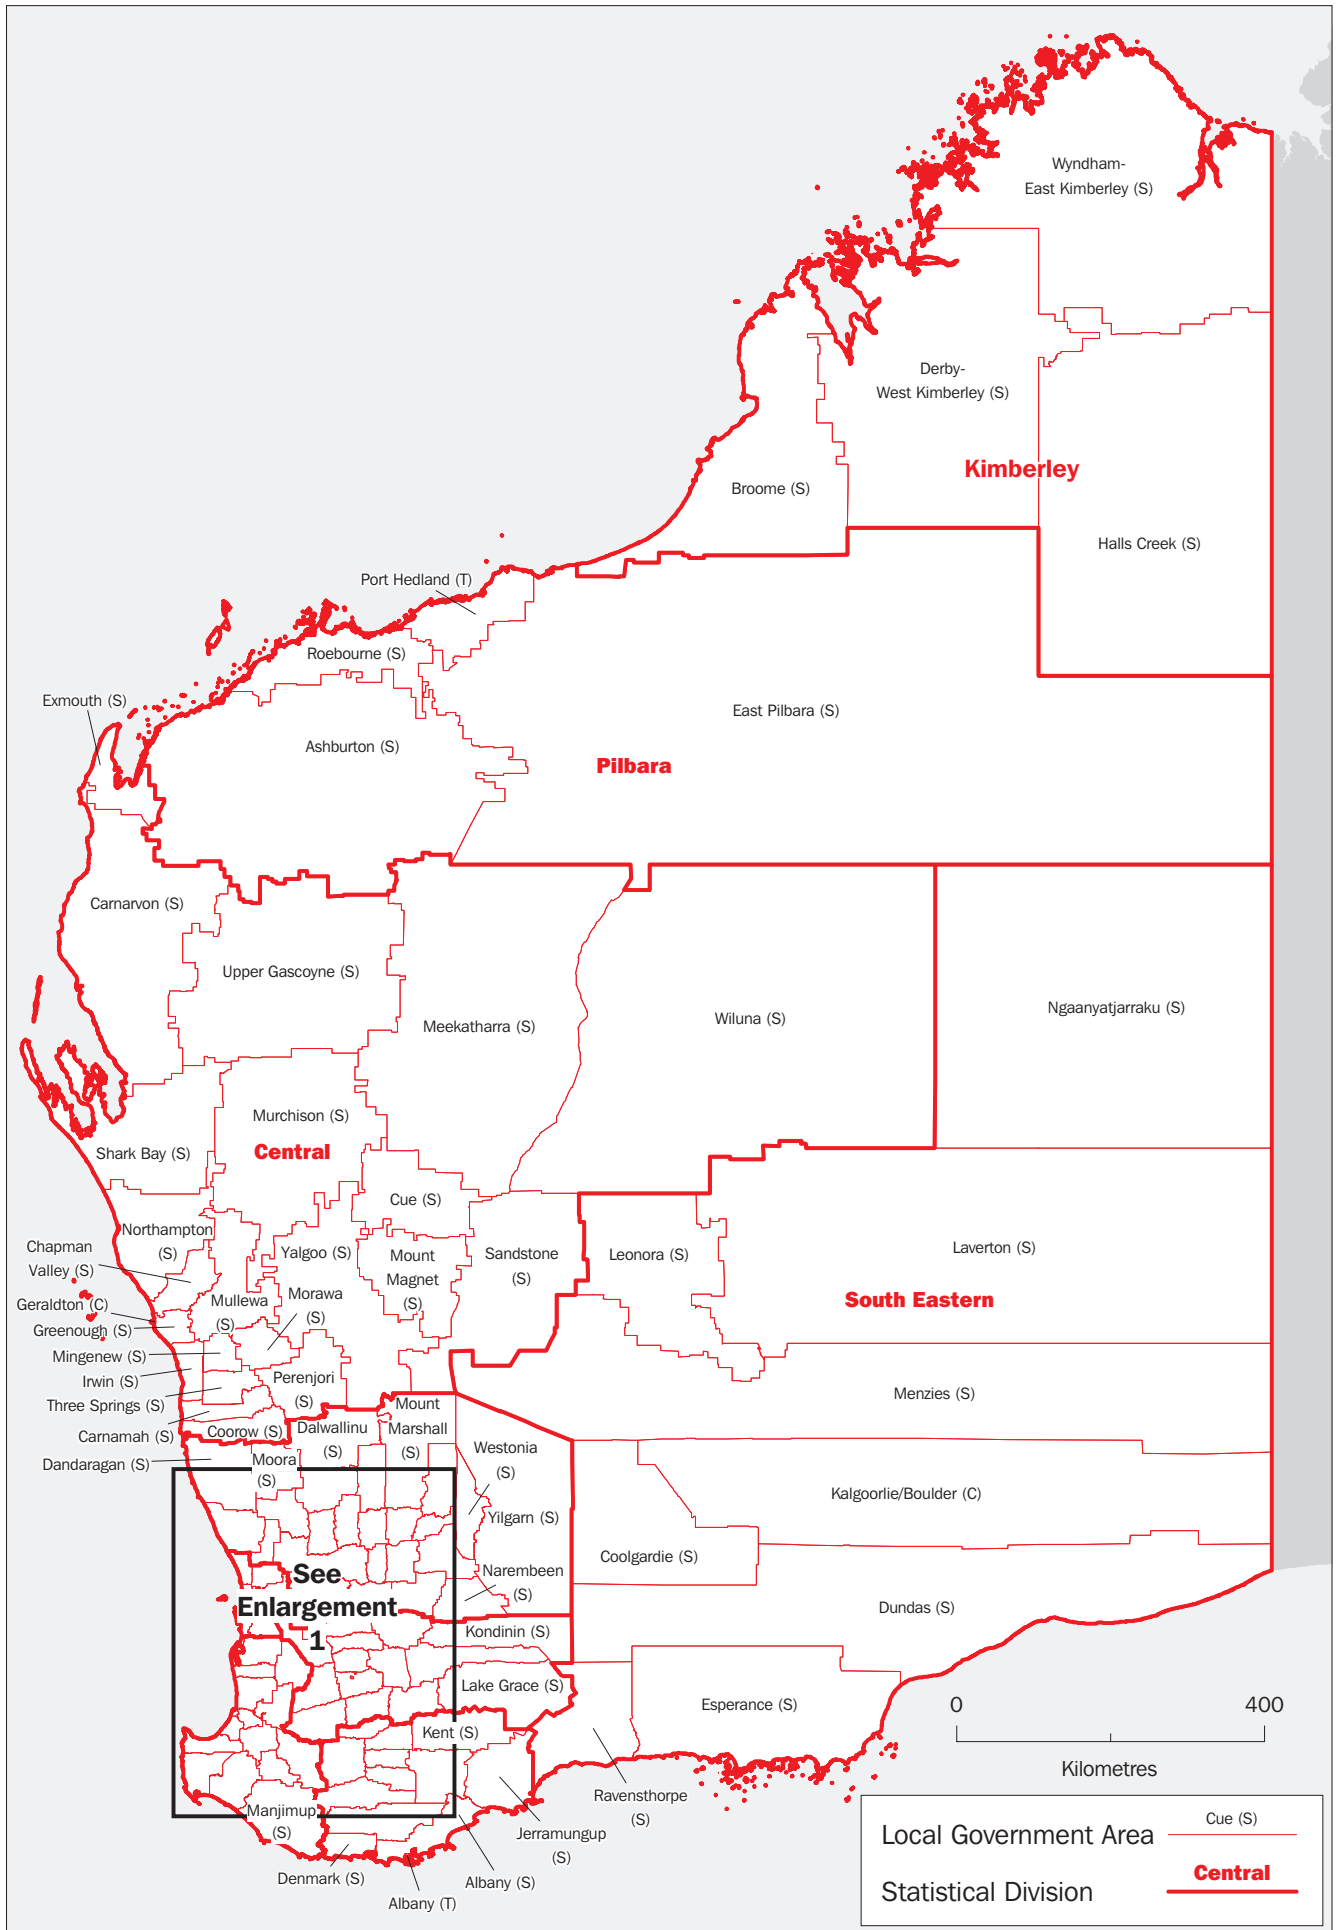 Wyndham-
East Kimberley (S)
Derby-
West Kimberley (S)
Kimberley
Broome (S)
Halls Creek (S)
Port Hedland (T)
Roebourne (S)
Exmouth (S)
East Pilbara (S)
Ashburton (S)
Pilbara
Carnarvon (S)
Upper Gascoyne (S)
Meekatharra (S)
Wiluna (S)
Ngaanyatjarraku (S)
Murchison (S)
Central
Shark Bay (S)
Cue (S)
Northampton
(S)
Chapman
Valley (S)
Yalgoo (S)
Mount
Magnet
(S)
Sandstone
(S)
Leonora (S)
Laverton (S)
South Eastern
Geraldton (C)
Mullewa
(S)
Morawa
(S)
Greenough (S)
Mingenew (S)
Irwin (S)
Perenjori
(S)
Three Springs (S)
Menzies (S)
Mount
Marshall
(S)
Carnamah (S)
Coorow (S)
Dalwallinu
(S)
Dandaragan (S)
Moora
(S)
Westonia
(S)
Kalgoorlie/Boulder (C)
Yilgarn (S)
Coolgardie (S)
See
Enlargement
1
Narembeen
(S)
Dundas (S)
Kondinin (S)
Lake Grace (S)
Esperance (S)
Kent (S)
0 400
Kilometres
Ravensthorpe
(S)
Manjimup
(S)
Jerramungup
(S)
Denmark (S)
Albany (S)
Albany (T)
Cue (S)
Local Government Area
Central
Statistical Division